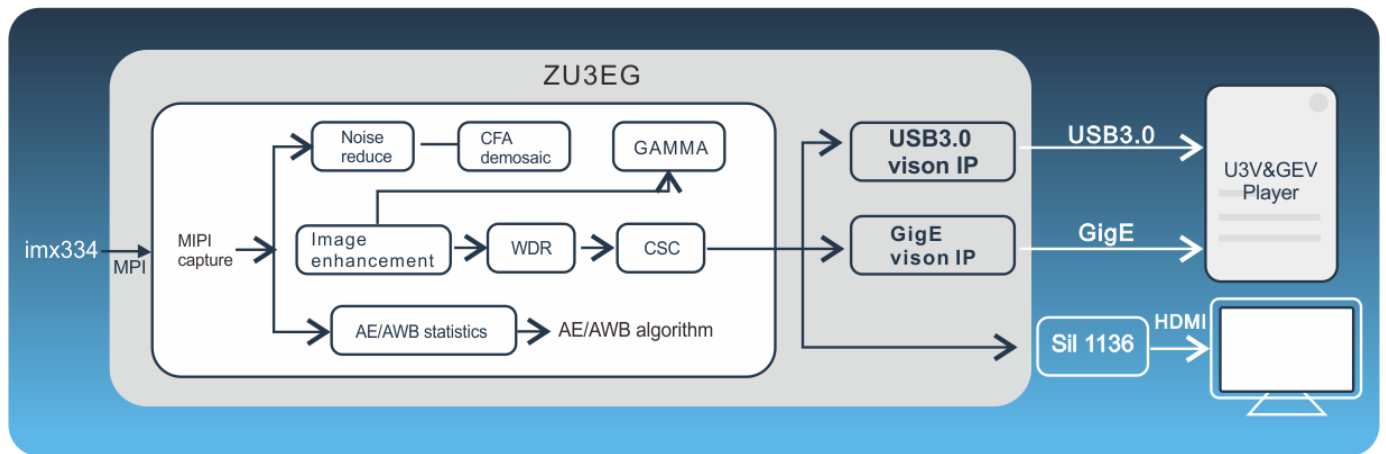 ZU3EG
Noise
reduce
CFA
demosaic
GAMMA
USB3.0
vison IP
USB3.0
U3V&GEV
Player
imx334
MPI
MIPI
capture
Image
enhancement
WDR
CSC
GigE
vison IP
GigE
AE/AWB statistics
AE/AWB algorithm
Sil 1136
HDMI